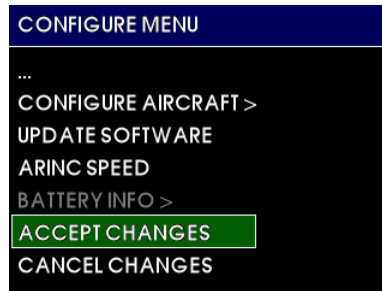 CONFIGURE MENU
...
CONFIGURE AIRCRAFT >
UPDATE SOFTWARE
ARINC SPEED
BATTERY INFO >
ACCEPT CHANGES
CANCEL CHANGES